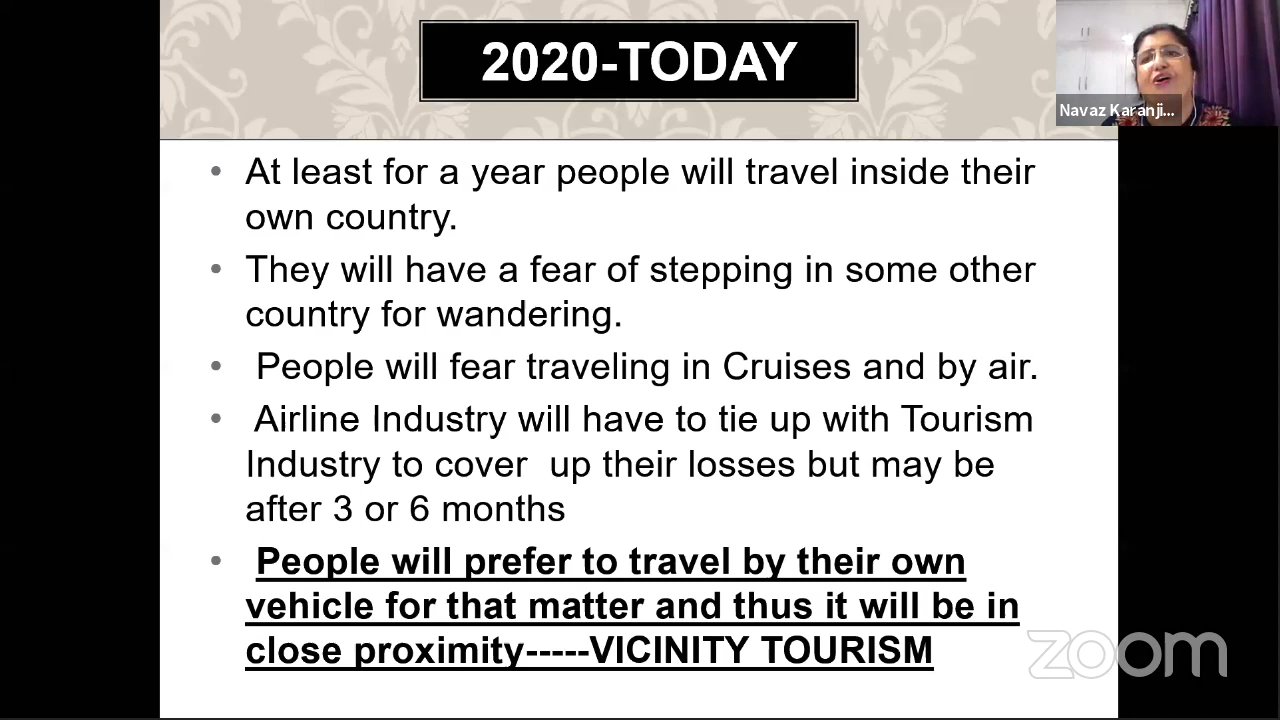 2020-TODAY
Navaz Karanji...
• At least for a year people will travel inside their
own country.
• They will have a fear of stepping in some other
country for wandering.
• People will fear traveling in Cruises and by air.
• Airline Industry will have to tie up with Tourism
Industry to cover  up their losses but may be
after 3 or 6 months
• People will prefer to travel by their own
vehicle for that matter and thus it will be in
close proximity-----VICINITY TOURISM
zoom